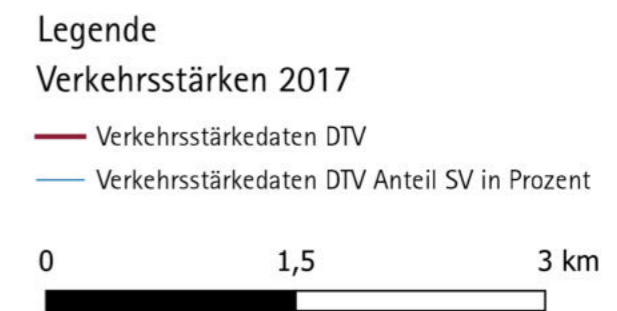 Legende
Verkehrsstärken 2017
Verkehrsstärkedaten DTV
Verkehrsstärkedaten DTV Anteil SV in Prozent
0 1,5 3 km